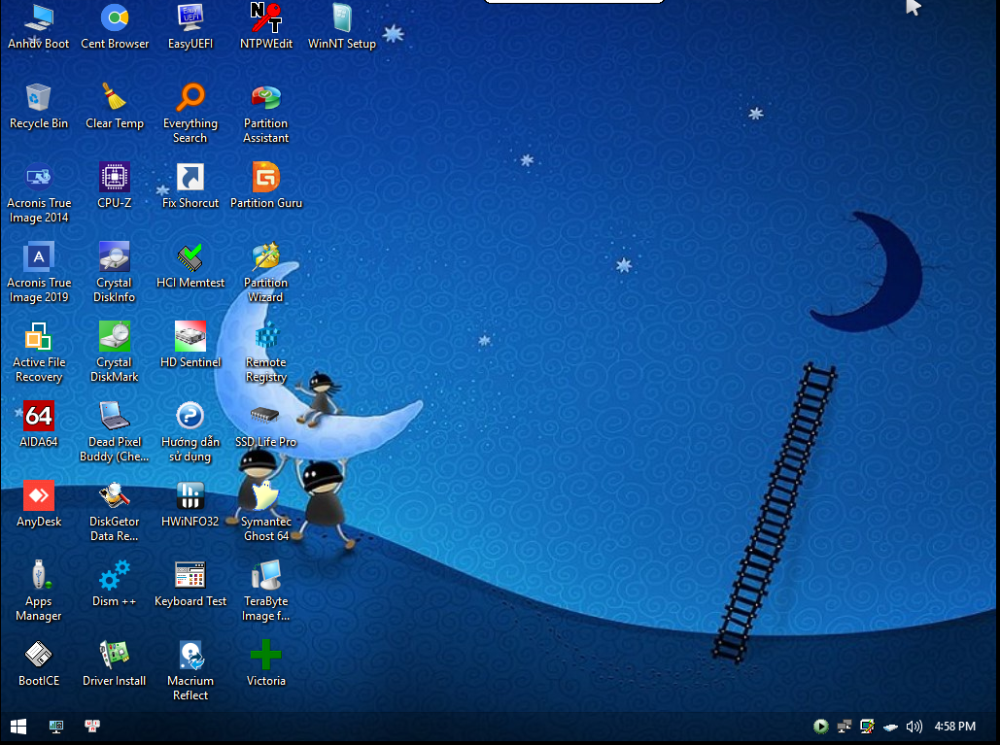 Anhdv Boot
Cent Browser
EasyUEFI
NTPWEdit
WinNT Setup
Recycle Bin
Clear Temp
Everything
Search
Partition
Assistant
Acronis True
Image 2014
CPU-Z
Fix Shorcut
Partition Guru
Acronis True
Image 2019
Crystal
DiskInfo
HCI Memtest
Partition
Wizard
Active File
Recovery
Crystal
DiskMark
HD Sentinel
Remote
Registry
64
AIDA64
Dead Pixel
Buddy (Che...
Hướng dẫn
sử dụng
SSD Life Pro
AnyDesk
DiskGetor
Data Re...
HWiNFO32
Symantec
Ghost 64
Apps
Manager
Dism ++
Keyboard Test
TeraByte
Image f...
BootICE
Driver Install
Macrium
Reflect
Victoria
4:58 PM